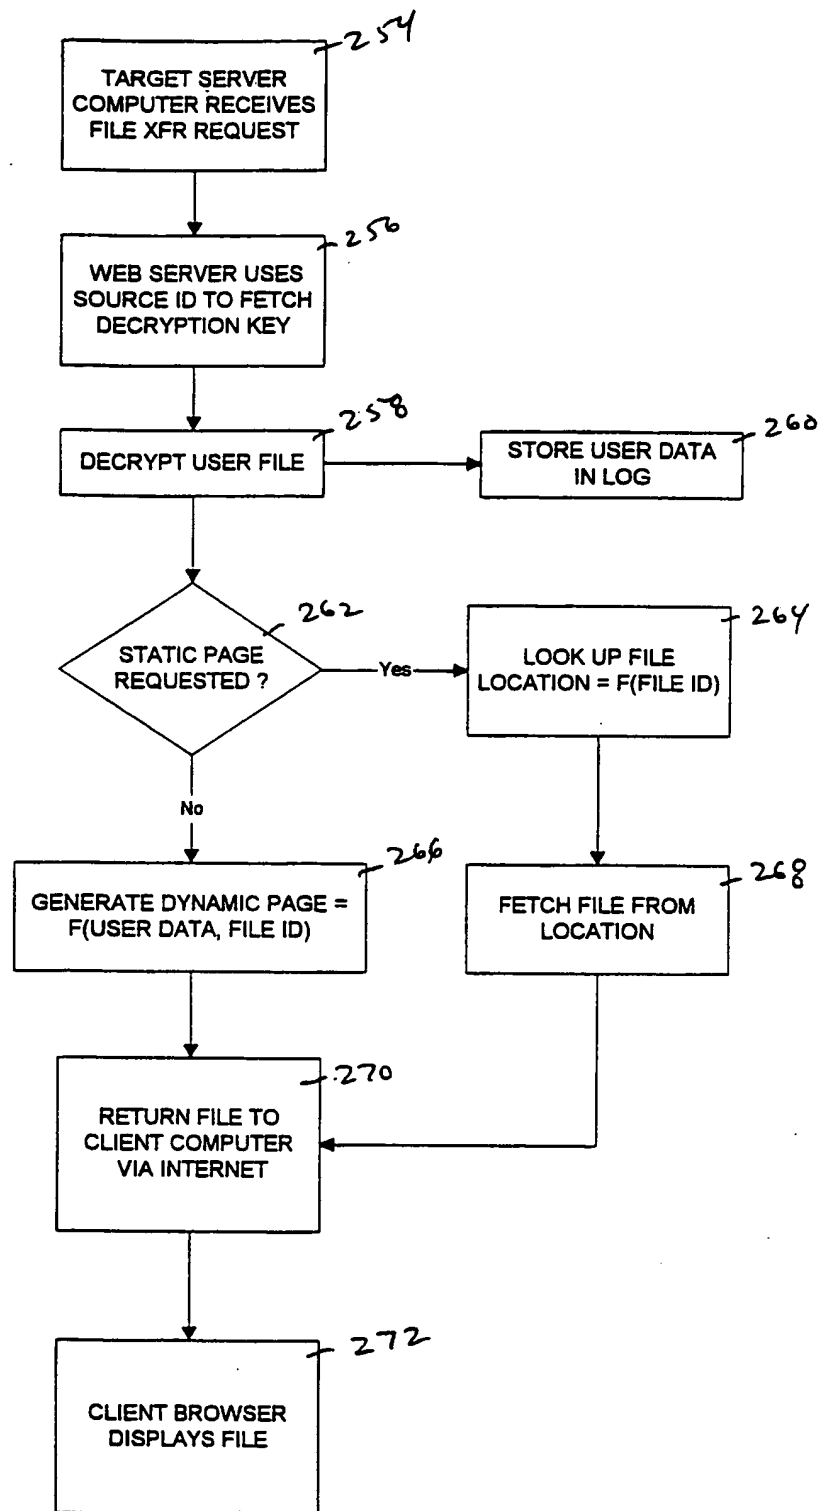 254
TARGET SERVER
COMPUTER RECEIVES
FILE XFR REQUEST
256
WEB SERVER USES
SOURCE ID TO FETCH
DECRYPTION KEY
258
DECRYPT USER FILE
260
STORE USER DATA
IN LOG
262
STATIC PAGE
REQUESTED ?
Yes
264
LOOK UP FILE
LOCATION = F(FILE ID)
No
266
GENERATE DYNAMIC PAGE =
F(USER DATA, FILE ID)
268
FETCH FILE FROM
LOCATION
270
RETURN FILE TO
CLIENT COMPUTER
VIA INTERNET
272
CLIENT BROWSER
DISPLAYS FILE